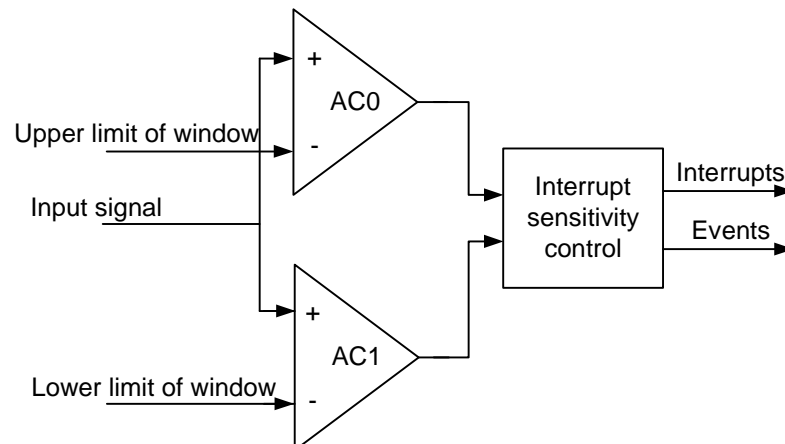 +
AC0
Upper limit of window
-
Input signal
Interrupt
sensitivity
control
Interrupts
Events
+
AC1
Lower limit of window
-